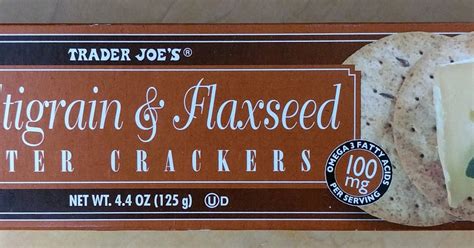 TRADER JOE'S®
ltigrain & Flaxseed
TER CRACKERS
NET WT. 4.4 OZ (125 g) Ⓤ D
OMEGA 3 FATTY ACIDS
100
mg
PER SERVING